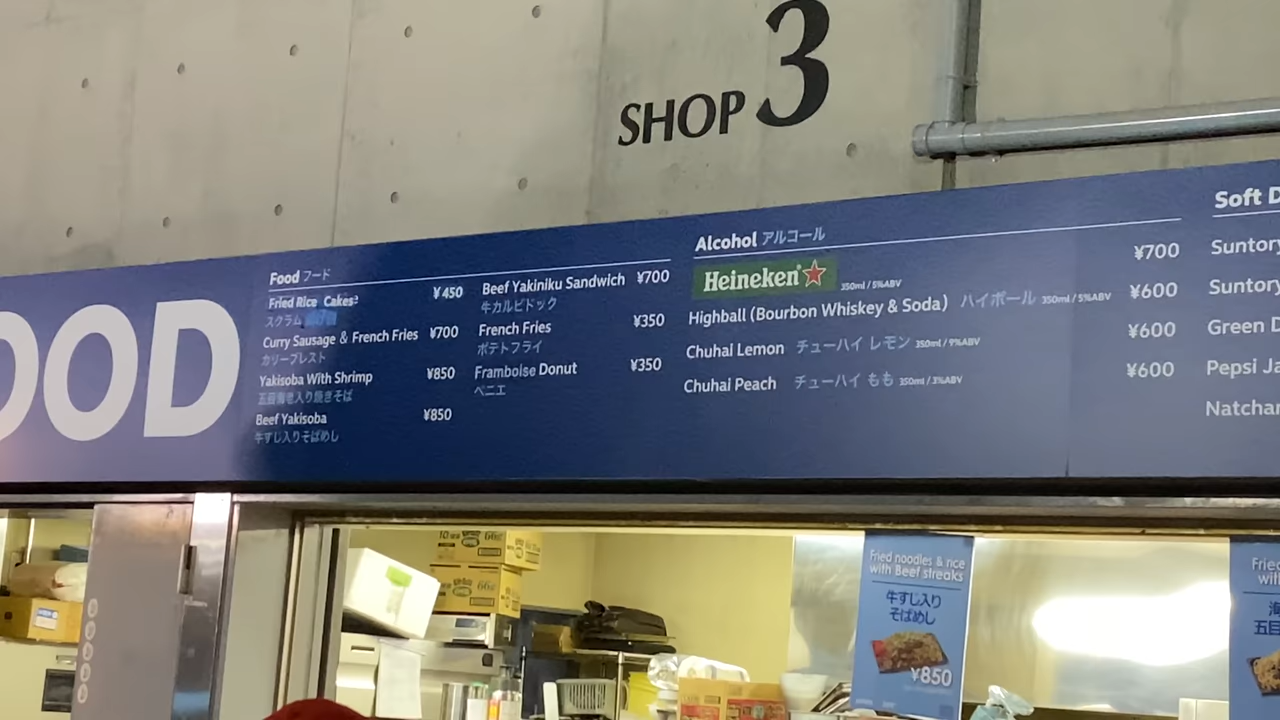 SHOP 3
OOD
Food フード
Fried Rice Cakes³ ¥450
スクラム
Curry Sausage & French Fries ¥700
カリーブレスト
Yakisoba With Shrimp ¥850
五目海老入り焼きそば
Beef Yakisoba ¥850
牛すじ入りそばめし
Beef Yakiniku Sandwich ¥700
牛カルビドック
French Fries ¥350
ポテトフライ
Framboise Donut ¥350
ベニエ
Alcohol アルコール
Heineken 350ml / 5%ABV ¥700
Highball (Bourbon Whiskey & Soda) ハイボール 350ml / 5%ABV ¥600
Chuhai Lemon チューハイ レモン 350ml / 9%ABV ¥600
Chuhai Peach チューハイ もも 350ml / 3%ABV ¥600
Soft D
Suntory
Suntory
Green D
Pepsi Ja
Natchan
Fried noodles & rice
with Beef streaks
牛すじ入り
そばめし
¥850
Frie
wit
海
五目